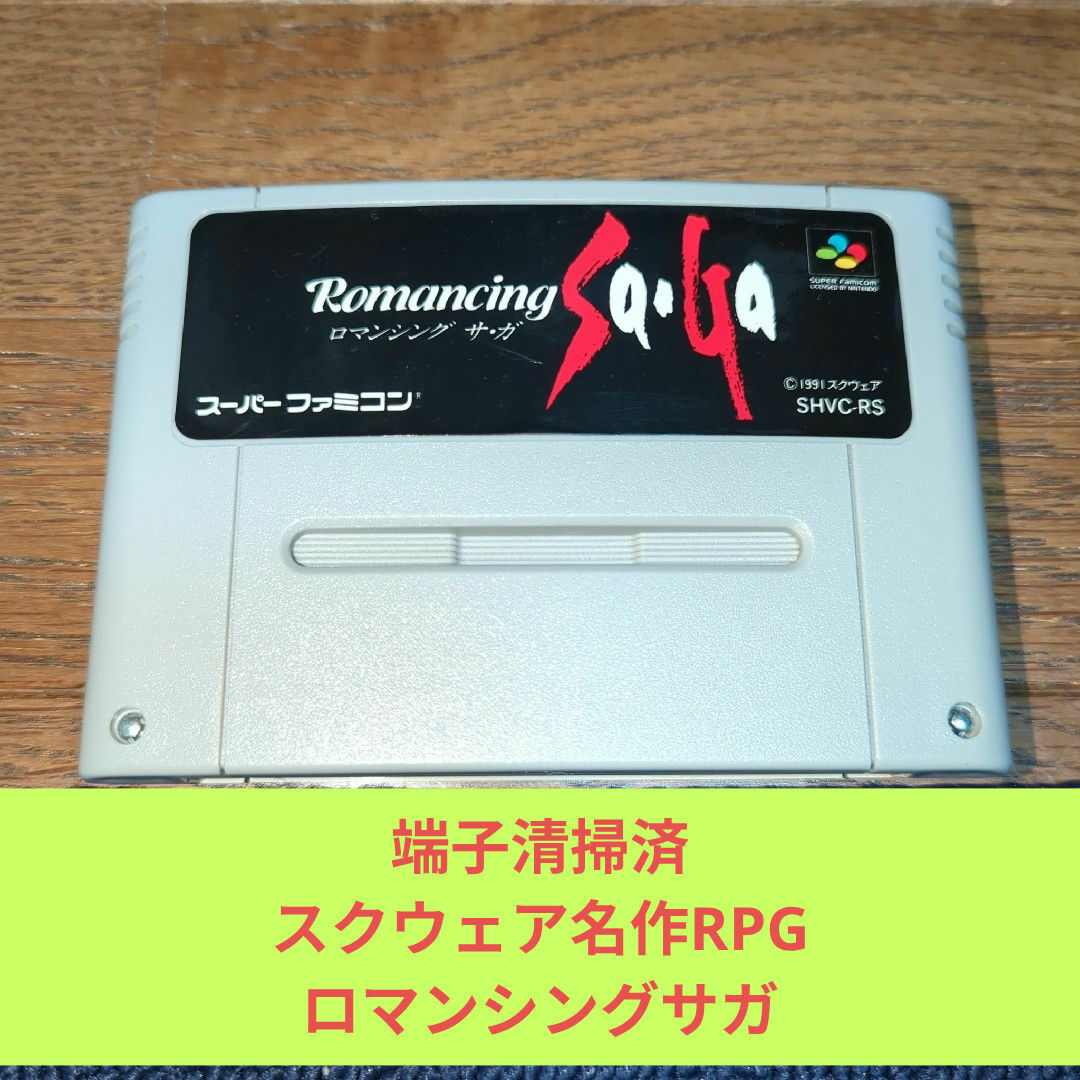 Romancing Sa・Ga
ロマンシング サ・ガ
SUPER Famicom
LICENSED BY NINTENDO
スーパーファミコン®
©1991 スクウェア
SHVC-RS
端子清掃済
スクウェア名作RPG
ロマンシングサガ